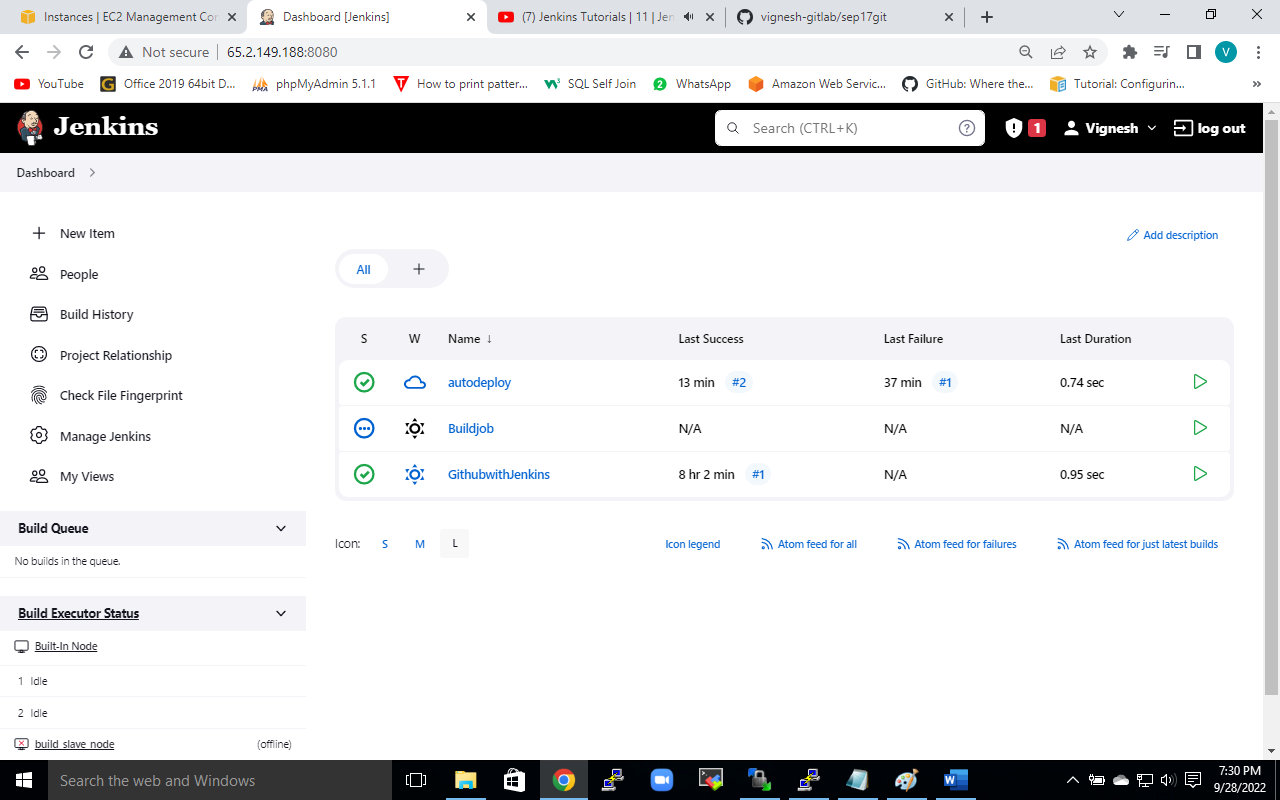 Instances | EC2 Management Con
Dashboard [Jenkins]
(7) Jenkins Tutorials | 11 | Jen
vignesh-gitlab/sep17git
Not secure 65.2.149.188:8080
V
YouTube
Office 2019 64bit D...
phpMyAdmin 5.1.1
How to print patter...
SQL Self Join
WhatsApp
Amazon Web Servic...
GitHub: Where the...
Tutorial: Configurin...
»
Jenkins
Search (CTRL+K)
1
Vignesh
log out
Dashboard
New Item
People
Build History
Project Relationship
Check File Fingerprint
Manage Jenkins
My Views
Build Queue
No builds in the queue.
Build Executor Status
Built-In Node
1 Idle
2 Idle
build slave node (offline)
Add description
All +
S W Name ↓ Last Success Last Failure Last Duration
autodeploy 13 min #2 37 min #1 0.74 sec
Buildjob N/A N/A N/A
GithubwithJenkins 8 hr 2 min #1 N/A 0.95 sec
Icon: S M L
Icon legend
Atom feed for all
Atom feed for failures
Atom feed for just latest builds
Search the web and Windows
7:30 PM
9/28/2022